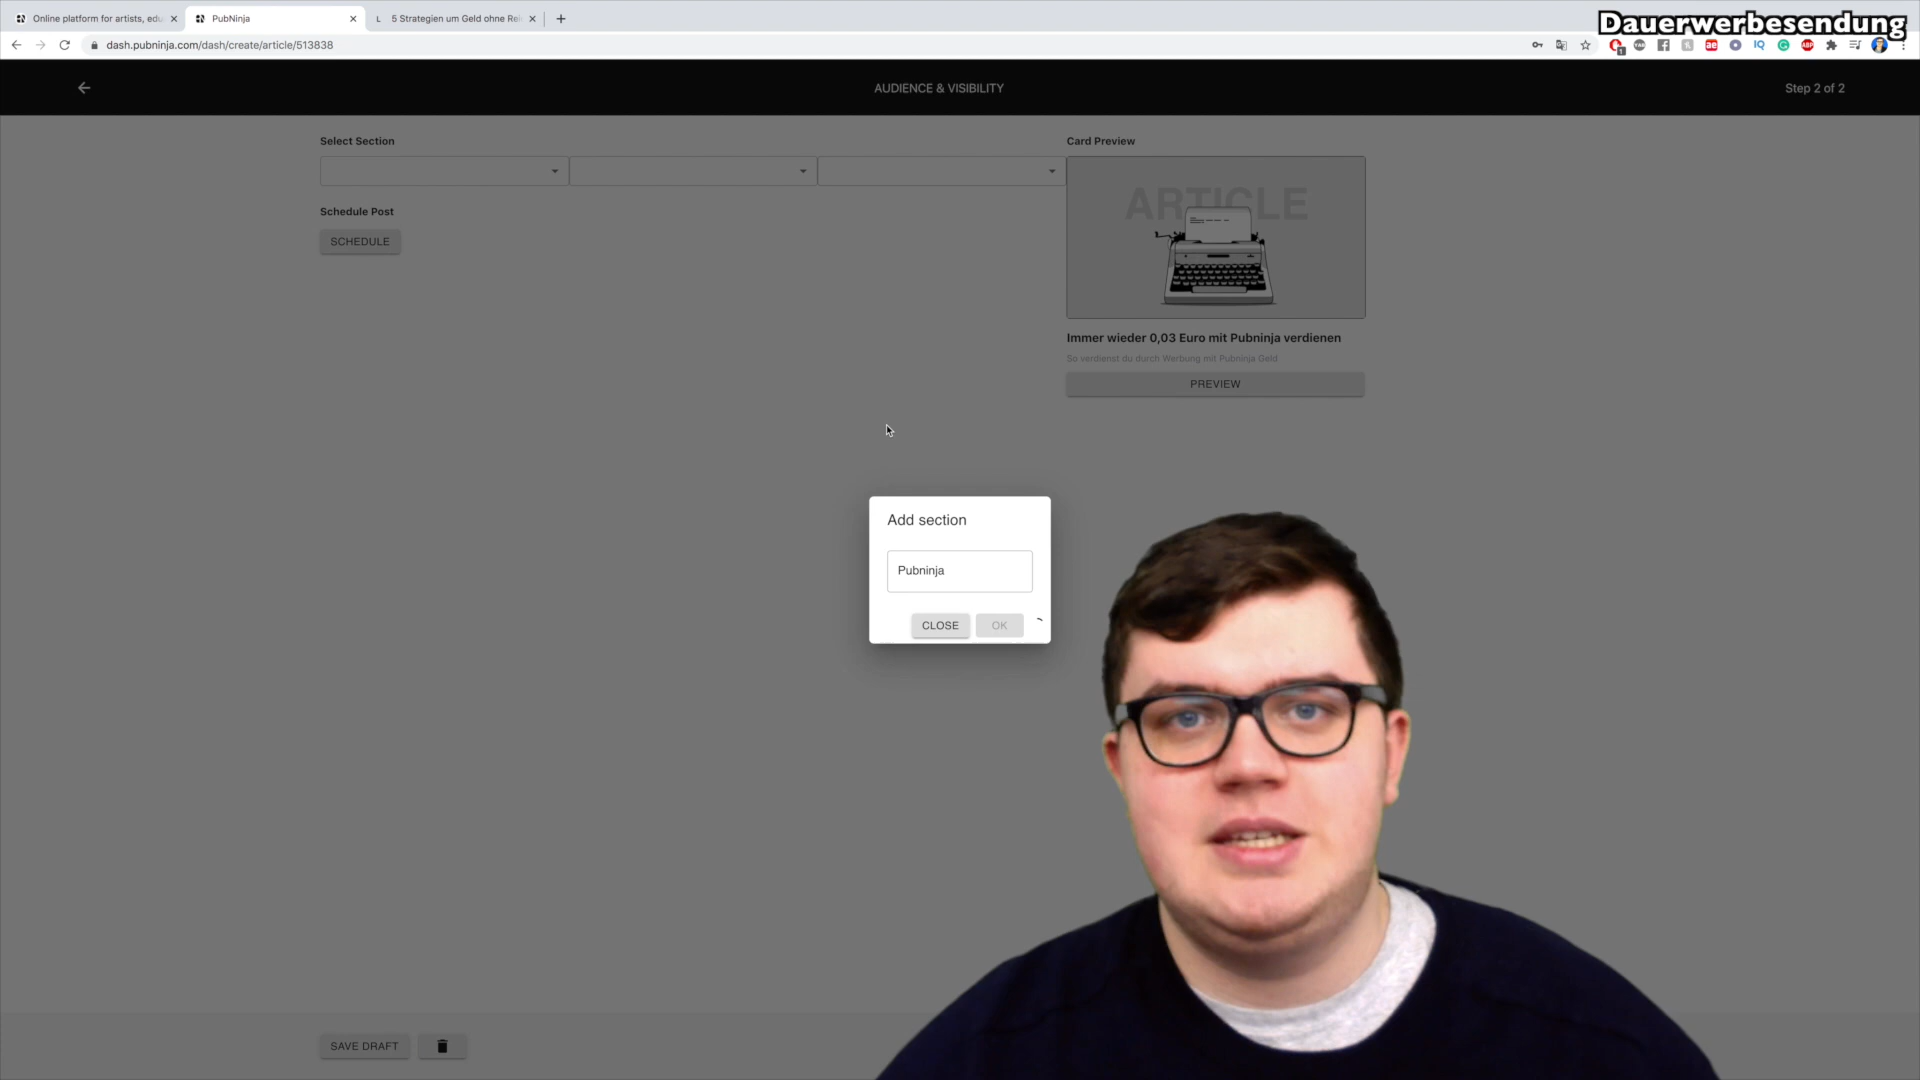 Online platform for artists, edu
PubNinja
L
5 Strategien um Geld ohne Rei
Dauerwerbesendung
dash.pubninja.com/dash/create/article/513838
AUDIENCE & VISIBILITY
Step 2 of 2
Select Section
Card Preview
ARTICLE
Schedule Post
SCHEDULE
Immer wieder 0,03 Euro mit Pubninja verdienen
So verdienst du durch Werbung mit Pubninja Geld
PREVIEW
Add section
Pubninja
CLOSE
OK
SAVE DRAFT